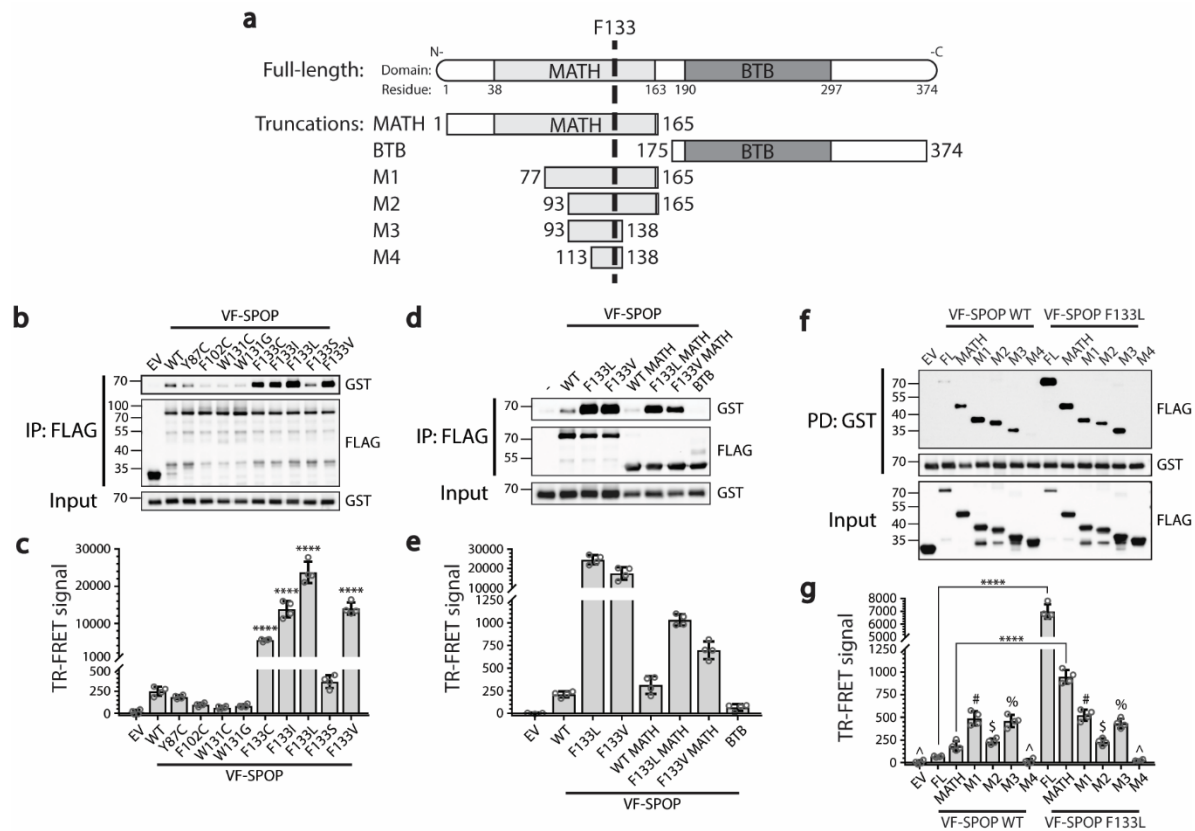 a
F133
N- -C
Full-length: Domain: MATH BTB
Residue: 1 38 163 190 297 374
Truncations: MATH 1 MATH 165
BTB 175 BTB 374
M1 77 165
M2 93 165
M3 93 138
M4 113 138
b
VF-SPOP
EV WT Y87C F102C W131C W131G F133C F133I F133L F133S F133V
IP: FLAG
70 GST
100
70
55
40
35
FLAG
Input 70 GST
c
TR-FRET signal
30000
20000
10000
1000
500
250
0
**** **** **** ****
EV WT Y87C F102C W131C W131G F133C F133I F133L F133S F133V
VF-SPOP
d
VF-SPOP
- WT F133L F133V WT MATH F133L MATH F133V MATH BTB
IP: FLAG
70 GST
70
55
FLAG
Input 70 GST
e
TR-FRET signal
30000
20000
10000
1250
1000
750
500
250
0
EV WT F133L F133V WT MATH F133L MATH F133V MATH BTB
VF-SPOP
f
VF-SPOP WT VF-SPOP F133L
EV FL MATH M1 M2 M3 M4 FL MATH M1 M2 M3 M4
PD: GST
70
55
40
35
FLAG
70 GST
Input
70
55
40
35
FLAG
g
TR-FRET signal
8000
7000
6000
5000
1250
1000
750
500
250
0
****
****
^ # $ % ^ # $ % ^
EV FL MATH M1 M2 M3 M4 FL MATH M1 M2 M3 M4
VF-SPOP WT VF-SPOP F133L